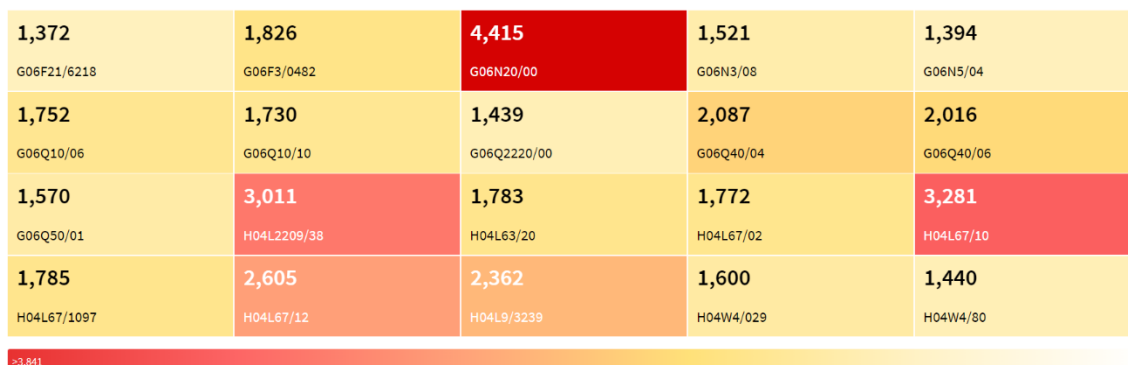 1,372 1,826 4,415 1,521 1,394
G06F21/6218 G06F3/0482 G06N20/00 G06N3/08 G06N5/04
1,752 1,730 1,439 2,087 2,016
G06Q10/06 G06Q10/10 G06Q2220/00 G06Q40/04 G06Q40/06
1,570 3,011 1,783 1,772 3,281
G06Q50/01 H04L2209/38 H04L63/20 H04L67/02 H04L67/10
1,785 2,605 2,362 1,600 1,440
H04L67/1097 H04L67/12 H04L9/3239 H04W4/029 H04W4/80
>3,841